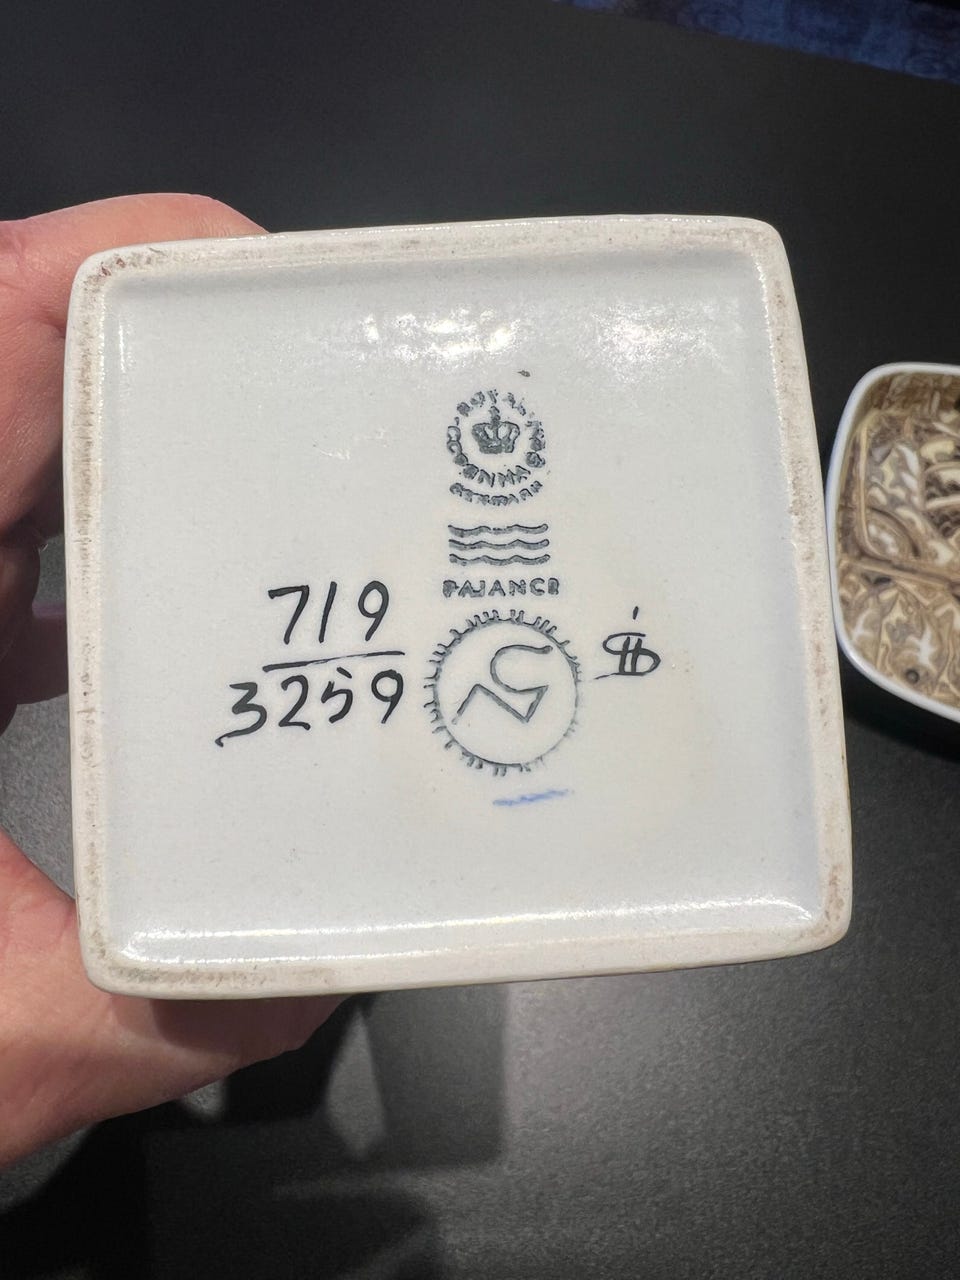 ROYAL
COPENHAGEN
DENMARK
FAJANCE
719
3259